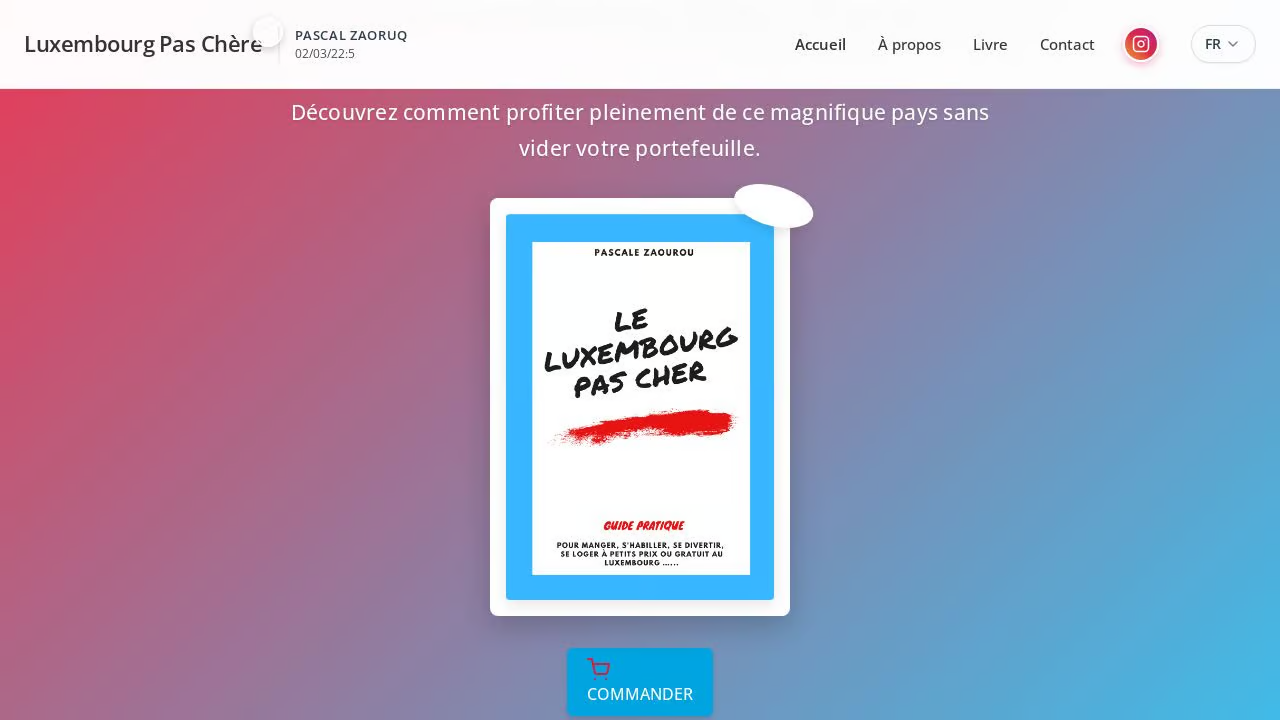 Luxembourg Pas Chère
PASCAL ZAORUQ
02/03/22:5
Accueil
À propos
Livre
Contact
FR
Découvrez comment profiter pleinement de ce magnifique pays sans
vider votre portefeuille.
PASCALE ZAOUROU
LE
LUXEMBOURG
PAS CHER
GUIDE PRATIQUE
POUR MANGER, S'HABILLER, SE DIVERTIR,
SE LOGER À PETITS PRIX OU GRATUIT AU
LUXEMBOURG ......
COMMANDER